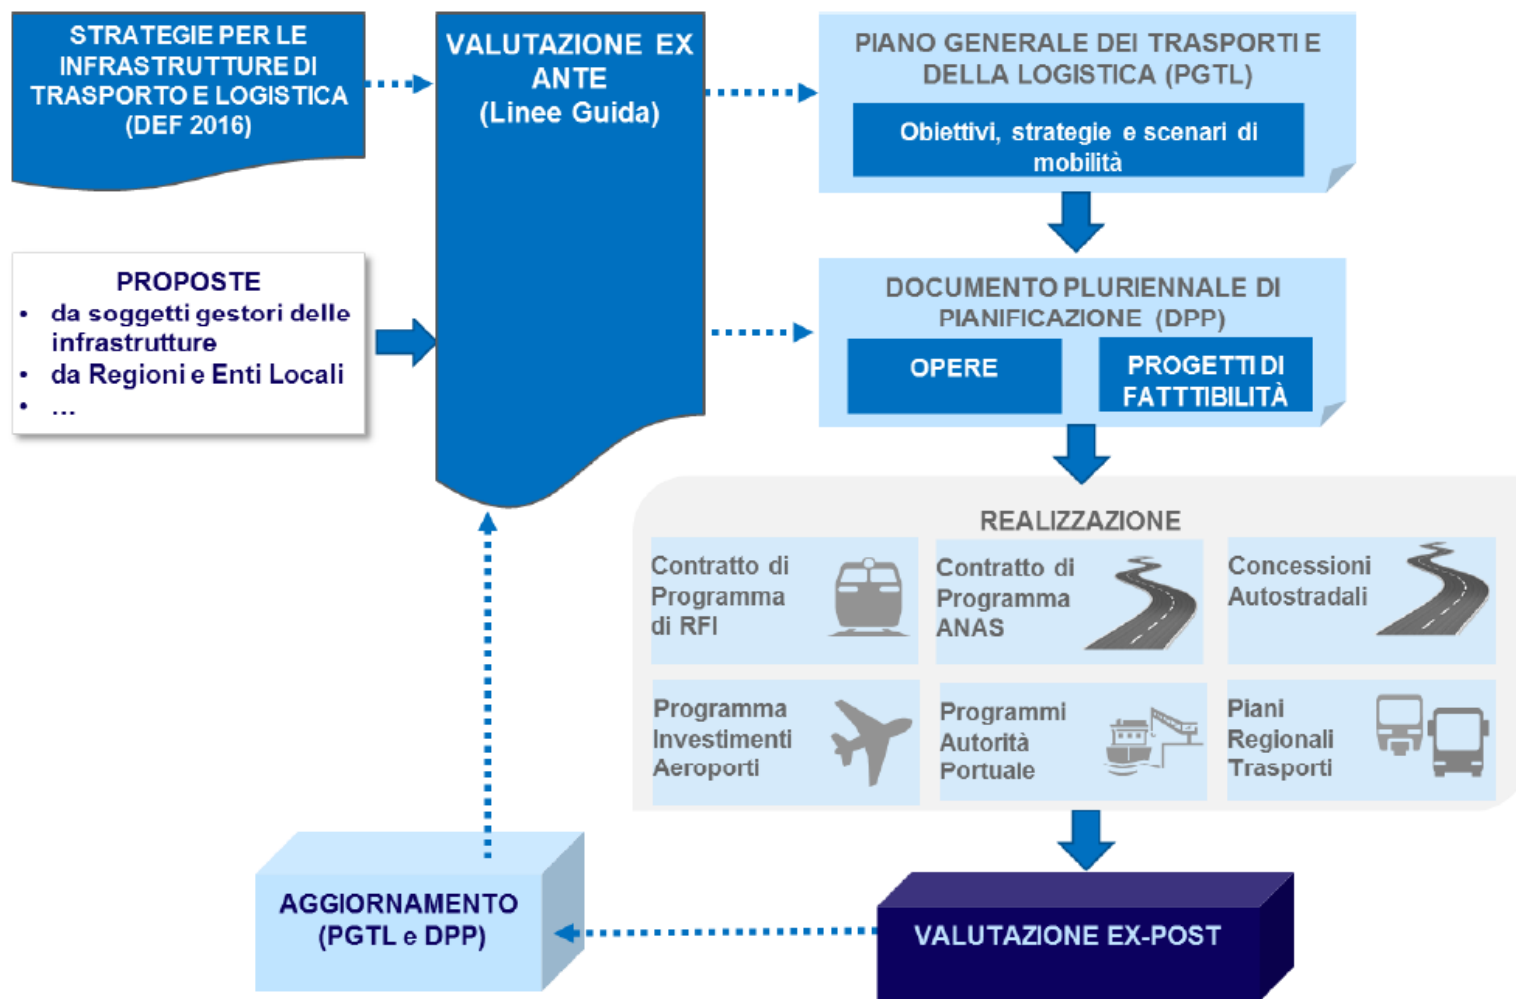 STRATEGIE PER LE
INFRASTRUTTURE DI
TRASPORTO E LOGISTICA
(DEF 2016)
VALUTAZIONE EX
ANTE
(Linee Guida)
PIANO GENERALE DEI TRASPORTI E
DELLA LOGISTICA (PGTL)
Obiettivi, strategie e scenari di
mobilità
PROPOSTE
• da soggetti gestori delle
infrastrutture
• da Regioni e Enti Locali
• ...
DOCUMENTO PLURIENNALE DI
PIANIFICAZIONE (DPP)
OPERE
PROGETTI DI
FATTTIBILITÀ
REALIZZAZIONE
Contratto di
Programma
di RFI
Contratto di
Programma
ANAS
Concessioni
Autostradali
Programma
Investimenti
Aeroporti
Programmi
Autorità
Portuale
Piani
Regionali
Trasporti
AGGIORNAMENTO
(PGTL e DPP)
VALUTAZIONE EX-POST